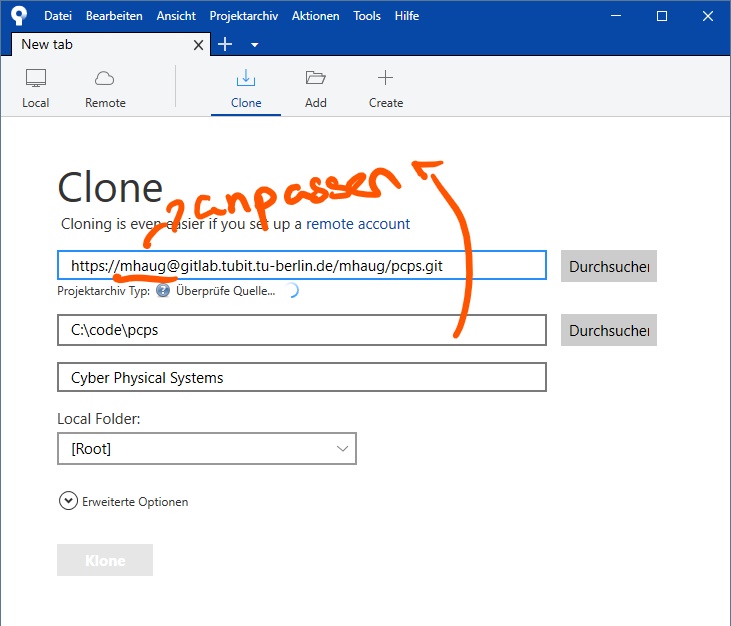 Datei Bearbeiten Ansicht Projektarchiv Aktionen Tools Hilfe
New tab
Local Remote Clone Add Create
Clone
anpassen
Cloning is even easier if you set up a remote account
https://mhaug@gitlab.tubit.tu-berlin.de/mhaug/pcps.git Durchsuchen
Projektarchiv Typ: ? Überprüfe Quelle...
C:\code\pcps Durchsuchen
Cyber Physical Systems
Local Folder:
[Root]
Erweiterte Optionen
Klone